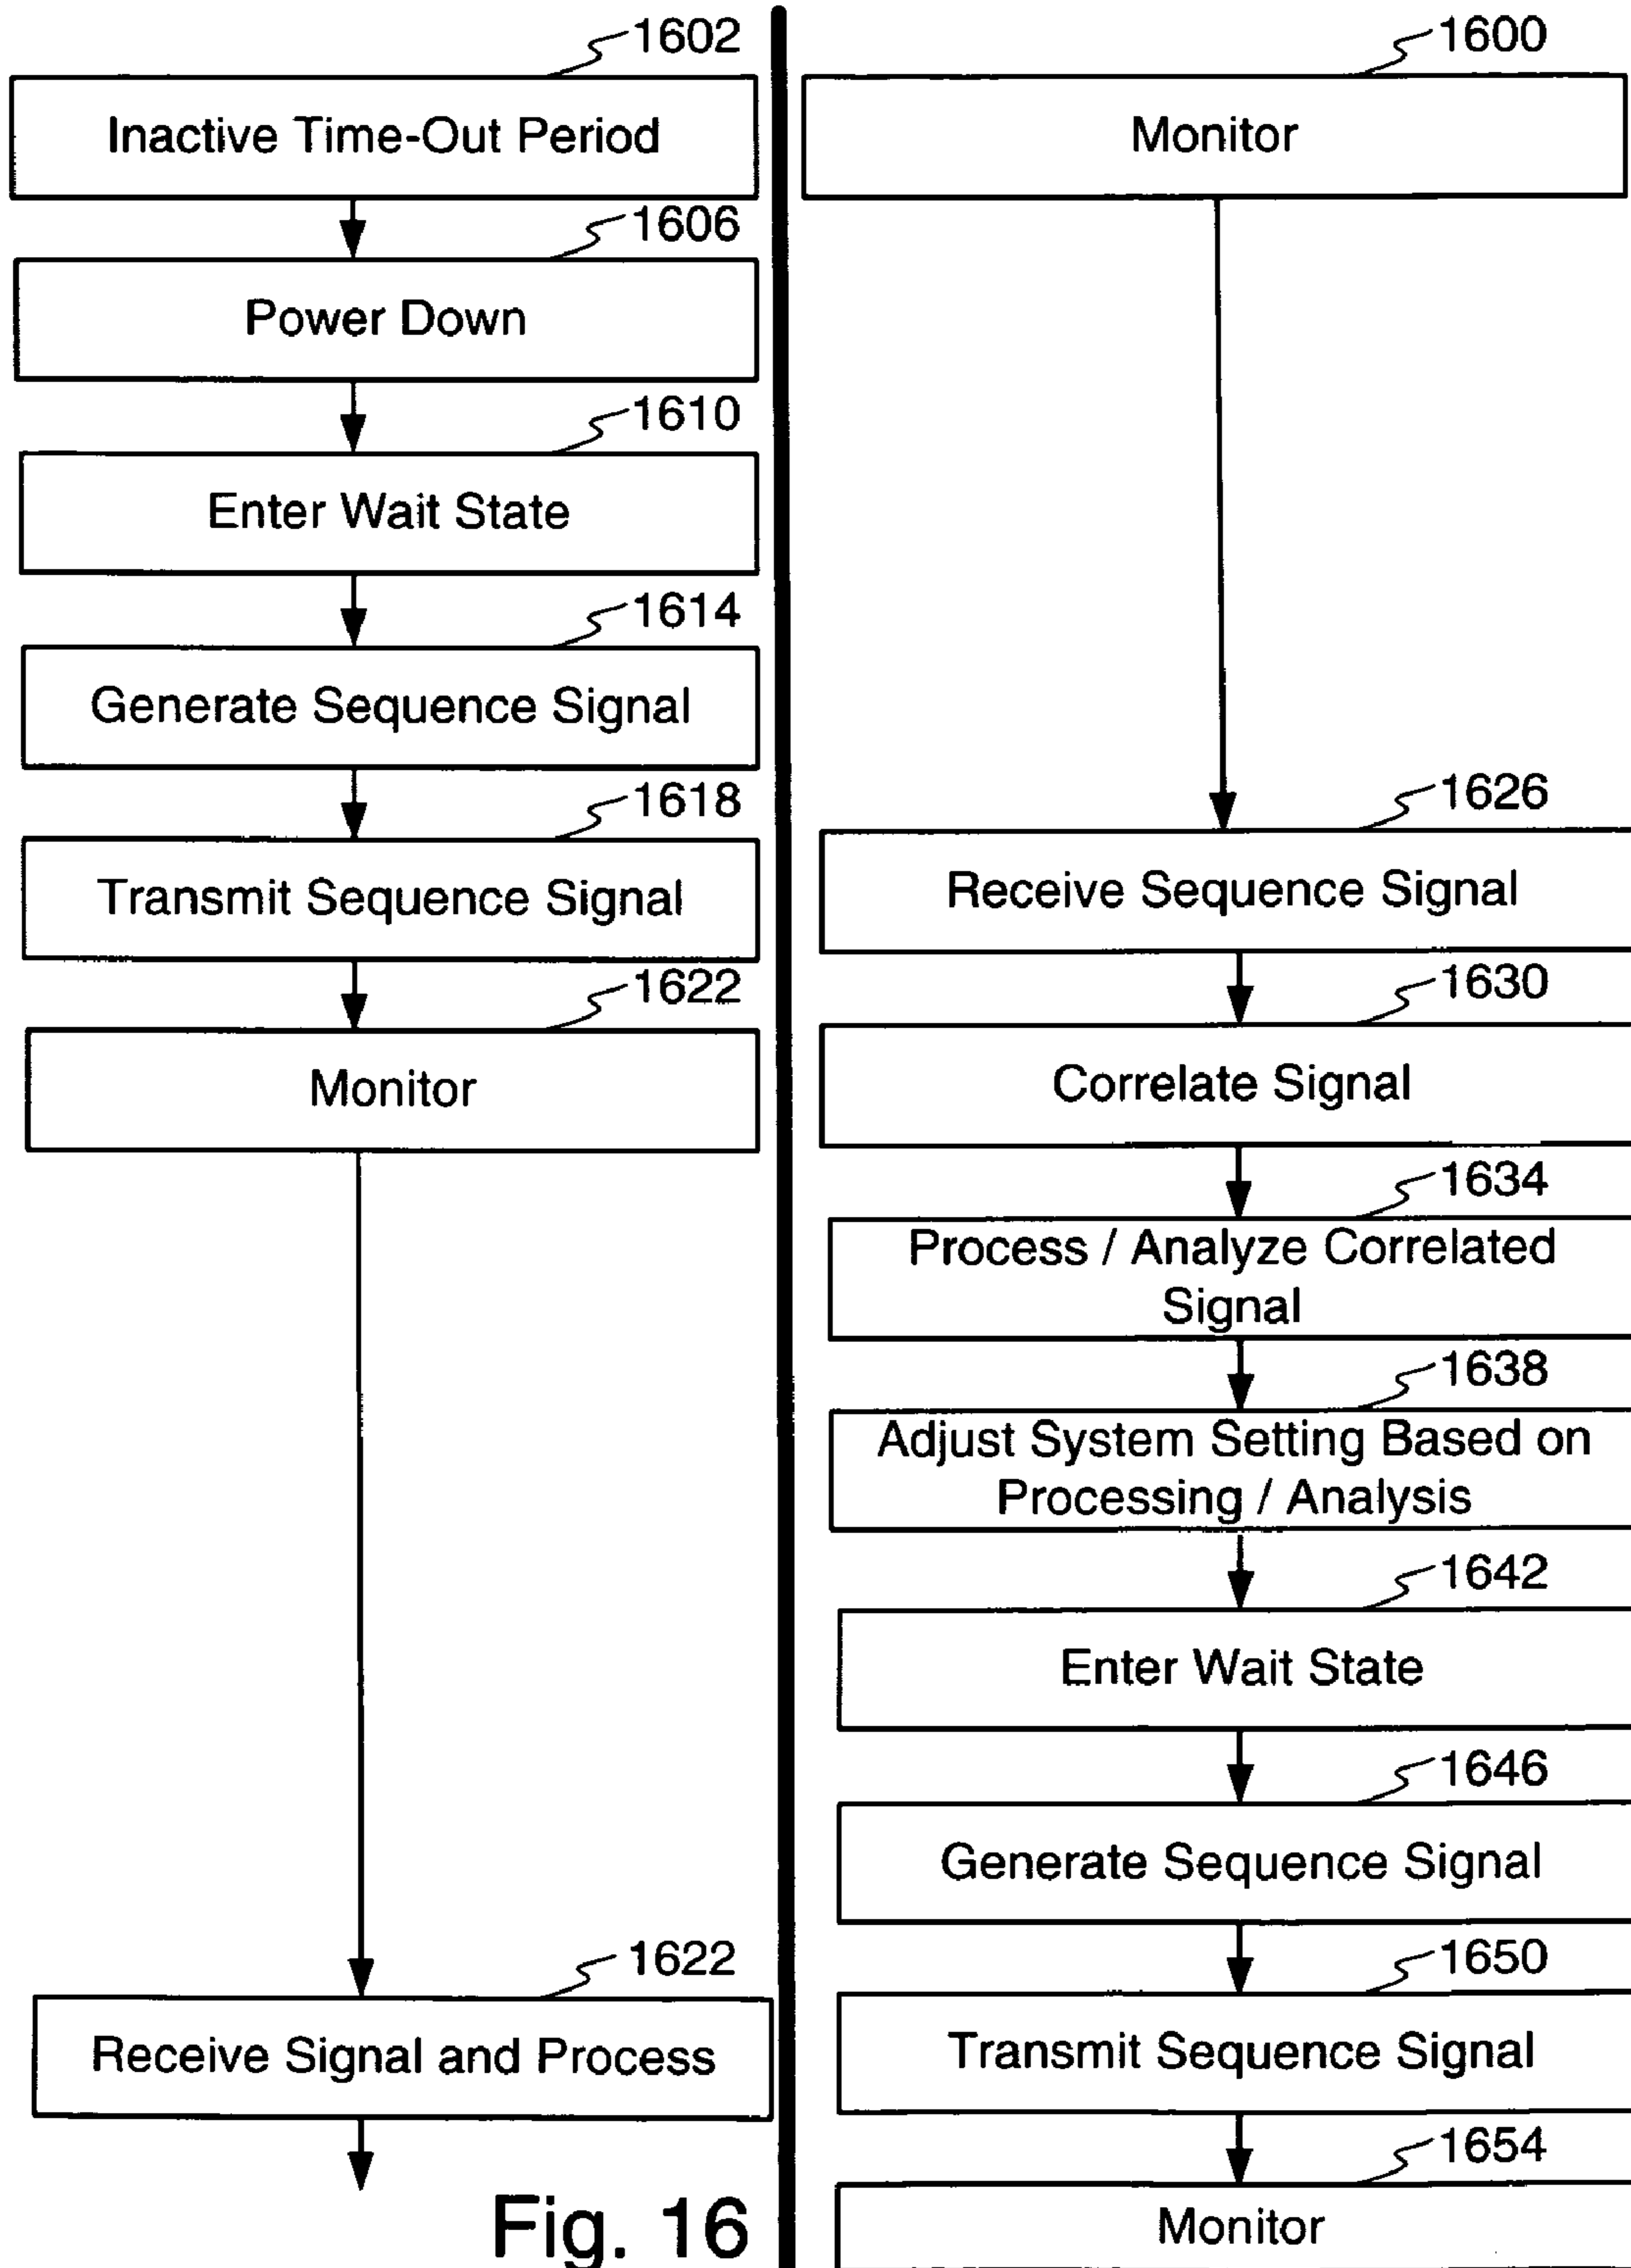 1602
Inactive Time-Out Period
1606
Power Down
1610
Enter Wait State
1614
Generate Sequence Signal
1618
Transmit Sequence Signal
1622
Monitor
1622
Receive Signal and Process
Fig. 16
1600
Monitor
1626
Receive Sequence Signal
1630
Correlate Signal
1634
Process / Analyze Correlated
Signal
1638
Adjust System Setting Based on
Processing / Analysis
1642
Enter Wait State
1646
Generate Sequence Signal
1650
Transmit Sequence Signal
1654
Monitor